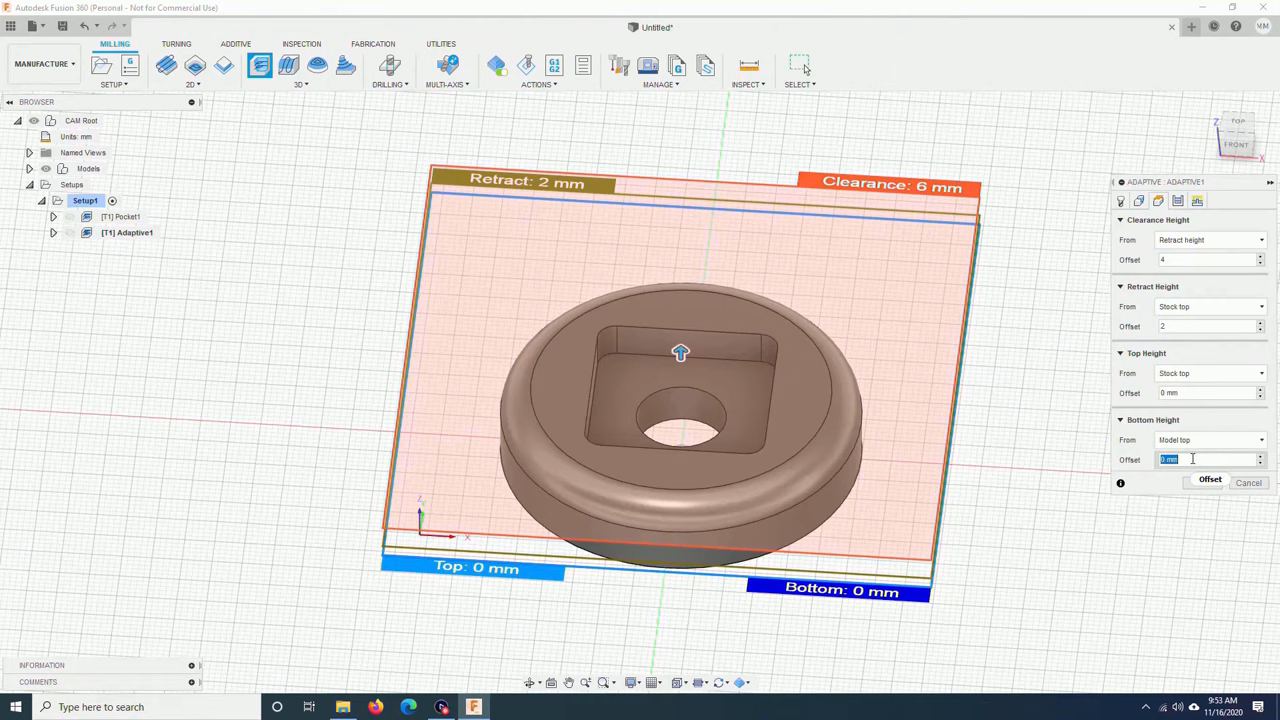 Autodesk Fusion 360 (Personal - Not for Commercial Use)
Untitled*
MM
MILLING
TURNING
ADDITIVE
INSPECTION
FABRICATION
UTILITIES
MANUFACTURE
G1
G2
SETUP
2D
3D
DRILLING
MULTI-AXIS
ACTIONS
MANAGE
INSPECT
SELECT
BROWSER
CAM Root
Units: mm
Named Views
Models
Setups
Setup1
[T1] Pocket1
[T1] Adaptive1
TOP
FRONT
Z
X
Retract: 2 mm
Clearance: 6 mm
Top: 0 mm
Bottom: 0 mm
Z
X
ADAPTIVE : ADAPTIVE1
Clearance Height
From Retract height
Offset 4
Retract Height
From Stock top
Offset 2
Top Height
From Stock top
Offset 0 mm
Bottom Height
From Model top
Offset 0 mm
Offset
Cancel
INFORMATION
COMMENTS
Type here to search
9:53 AM
11/16/2020